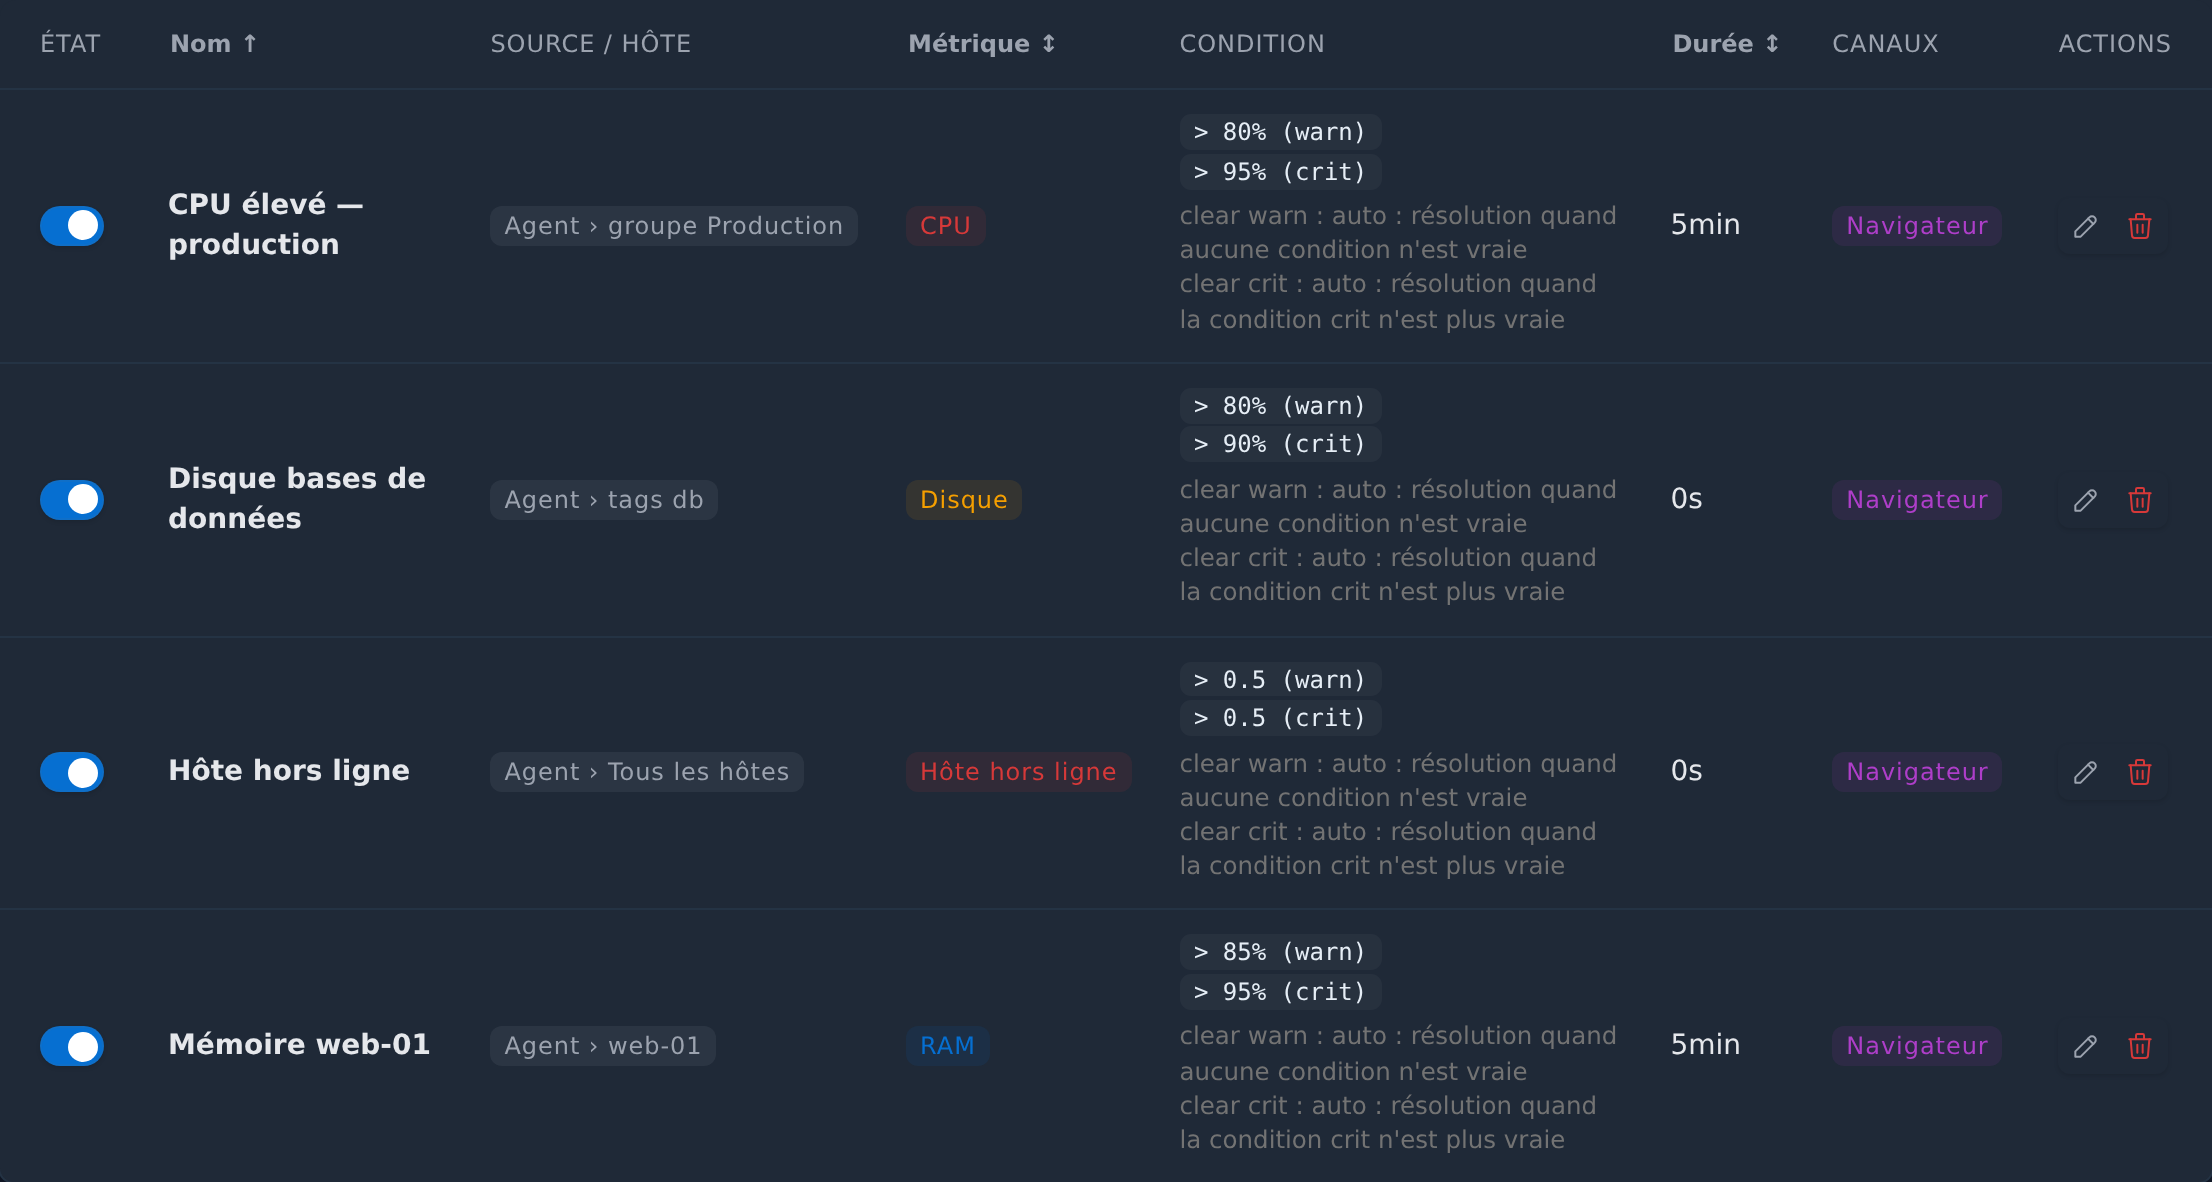 ÉTAT Nom ↑ SOURCE / HÔTE Métrique ↕ CONDITION Durée ↕ CANAUX ACTIONS
> 80% (warn)
> 95% (crit)
CPU élevé —
production
Agent › groupe Production
CPU
clear warn : auto : résolution quand
aucune condition n'est vraie
clear crit : auto : résolution quand
la condition crit n'est plus vraie
5min
Navigateur
> 80% (warn)
> 90% (crit)
Disque bases de
données
Agent › tags db
Disque
clear warn : auto : résolution quand
aucune condition n'est vraie
clear crit : auto : résolution quand
la condition crit n'est plus vraie
0s
Navigateur
> 0.5 (warn)
> 0.5 (crit)
Hôte hors ligne
Agent › Tous les hôtes
Hôte hors ligne
clear warn : auto : résolution quand
aucune condition n'est vraie
clear crit : auto : résolution quand
la condition crit n'est plus vraie
0s
Navigateur
> 85% (warn)
> 95% (crit)
Mémoire web-01
Agent › web-01
RAM
clear warn : auto : résolution quand
aucune condition n'est vraie
clear crit : auto : résolution quand
la condition crit n'est plus vraie
5min
Navigateur